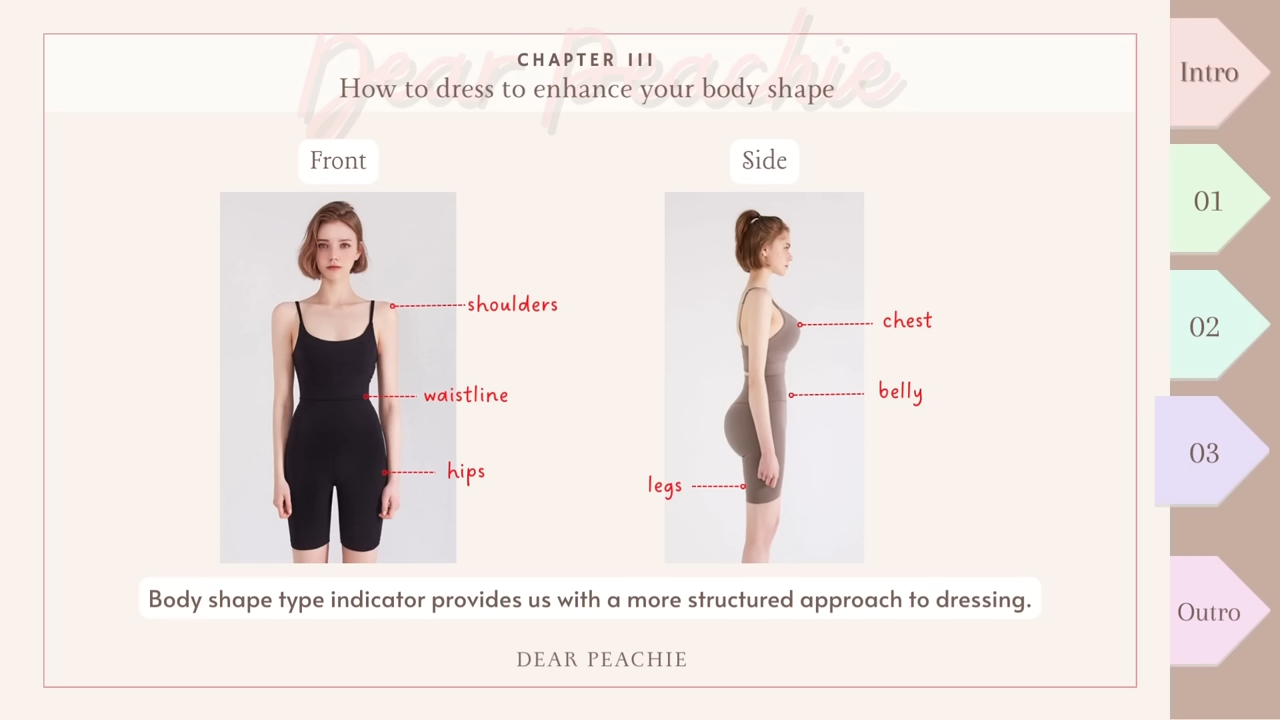 Dear Peachie
CHAPTER III
How to dress to enhance your body shape
Front
Side
shoulders
waistline
hips
chest
belly
legs
Body shape type indicator provides us with a more structured approach to dressing.
DEAR PEACHIE
Intro
01
02
03
Outro